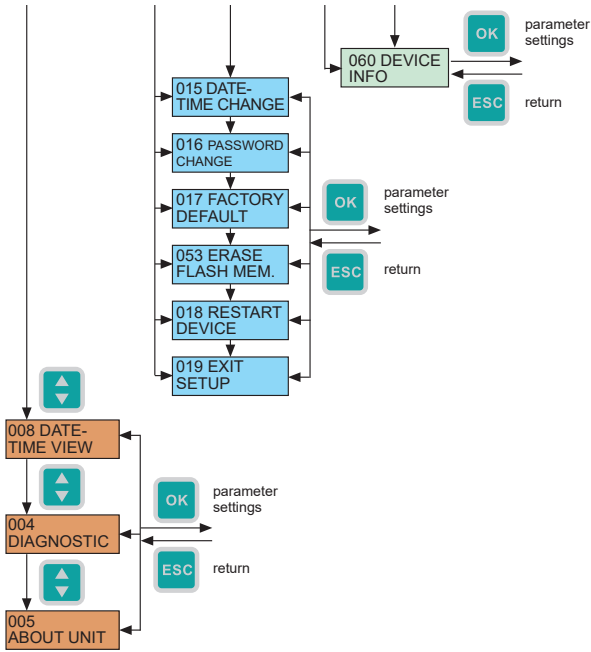 OK
parameter
settings
060 DEVICE
INFO
ESC
return
015 DATE-
TIME CHANGE
016 PASSWORD
CHANGE
017 FACTORY
DEFAULT
OK
parameter
settings
053 ERASE
FLASH MEM.
ESC
return
018 RESTART
DEVICE
019 EXIT
SETUP
008 DATE-
TIME VIEW
OK
parameter
settings
004
DIAGNOSTIC
ESC
return
005
ABOUT UNIT